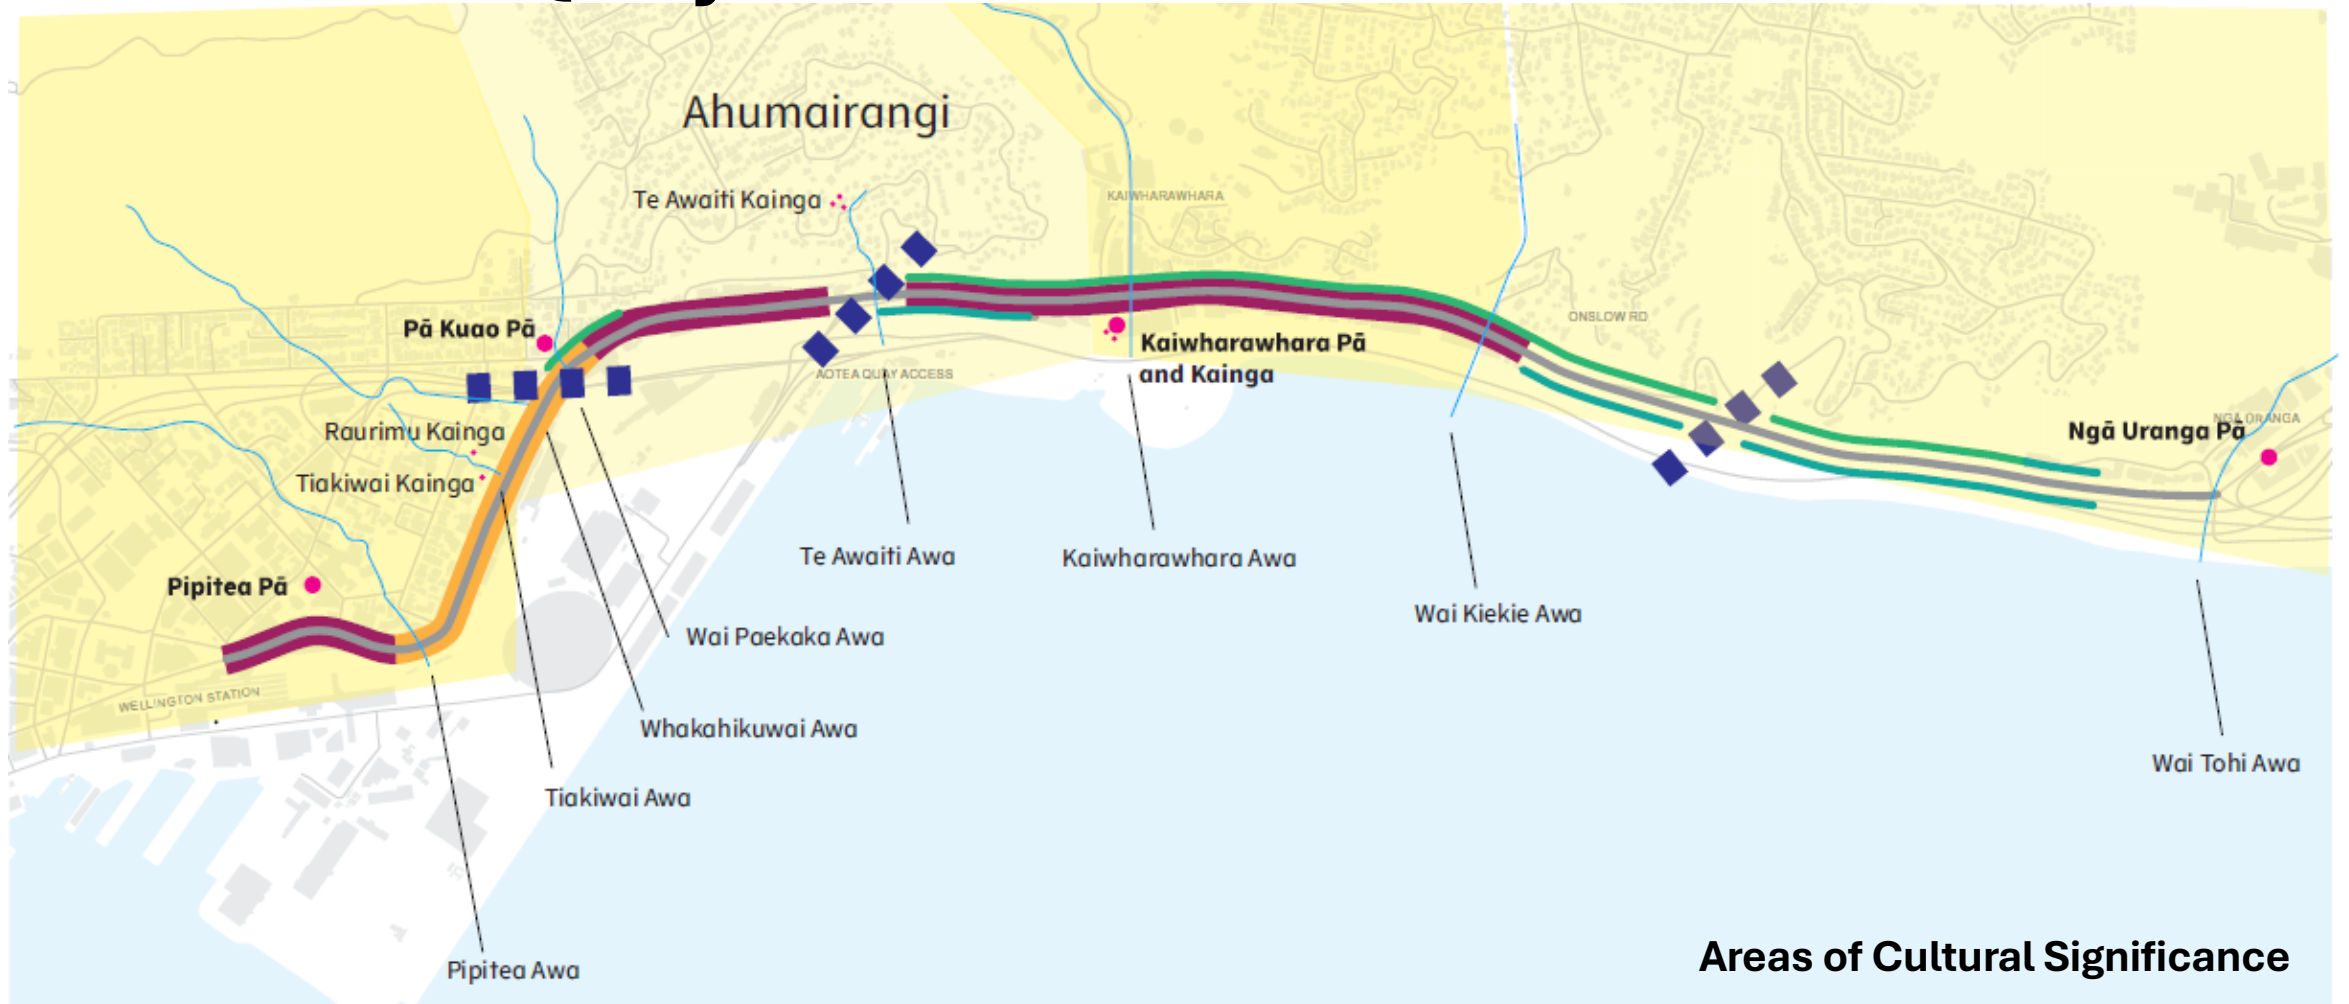 Ahumairangi
Te Awaiti Kainga
KAIWHARAWHARA
Pā Kuao Pā
ONSLOW RD
Kaiwharawhara Pā
and Kainga
AOTEA QUAY ACCESS
NGĀ URANGA
Ngā Uranga Pā
Raurimu Kainga
Tiakiwai Kainga
Te Awaiti Awa
Kaiwharawhara Awa
Pipitea Pā
Wai Kiekie Awa
Wai Paekaka Awa
WELLINGTON STATION
Whakahikuwai Awa
Wai Tohi Awa
Tiakiwai Awa
Pipitea Awa
Areas of Cultural Significance